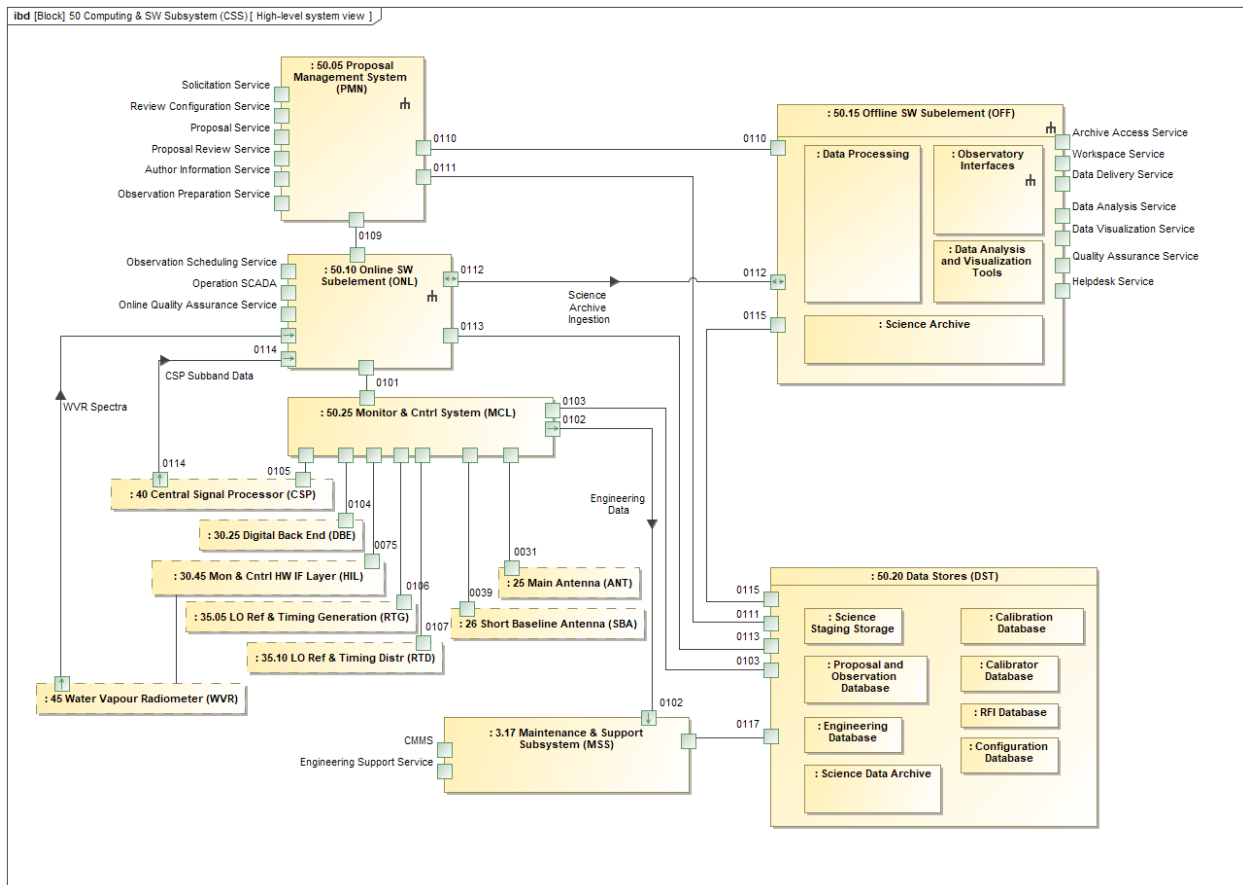 ibd [Block] 50 Computing & SW Subsystem (CSS) [ High-level system view ]
: 50.05 Proposal
Management System
(PMN)
Solicitation Service
Review Configuration Service
Proposal Service
Proposal Review Service
Author Information Service
Observation Preparation Service
0110
0111
0109
0110
: 50.15 Offline SW Subelement (OFF)
: Data Processing
: Observatory
Interfaces
: Data Analysis
and Visualization
Tools
: Science Archive
Archive Access Service
Workspace Service
Data Delivery Service
Data Analysis Service
Data Visualization Service
Quality Assurance Service
Helpdesk Service
0112
0115
Observation Scheduling Service
Operation SCADA
Online Quality Assurance Service
: 50.10 Online SW
Subelement (ONL)
0112
Science
Archive
Ingestion
0113
0114
CSP Subband Data
WVR Spectra
0101
: 50.25 Monitor & Cntrl System (MCL)
0103
0102
0114
0105
: 40 Central Signal Processor (CSP)
0104
: 30.25 Digital Back End (DBE)
0075
: 30.45 Mon & Cntrl HW IF Layer (HIL)
0106
: 35.05 LO Ref & Timing Generation (RTG)
0107
: 35.10 LO Ref & Timing Distr (RTD)
0031
: 25 Main Antenna (ANT)
0039
: 26 Short Baseline Antenna (SBA)
: 45 Water Vapour Radiometer (WVR)
Engineering
Data
0102
: 3.17 Maintenance & Support
Subsystem (MSS)
CMMS
Engineering Support Service
0115
0111
0113
0103
0117
: 50.20 Data Stores (DST)
: Science
Staging Storage
: Calibration
Database
: Proposal and
Observation
Database
: Calibrator
Database
: RFI Database
: Engineering
Database
: Configuration
Database
: Science Data Archive